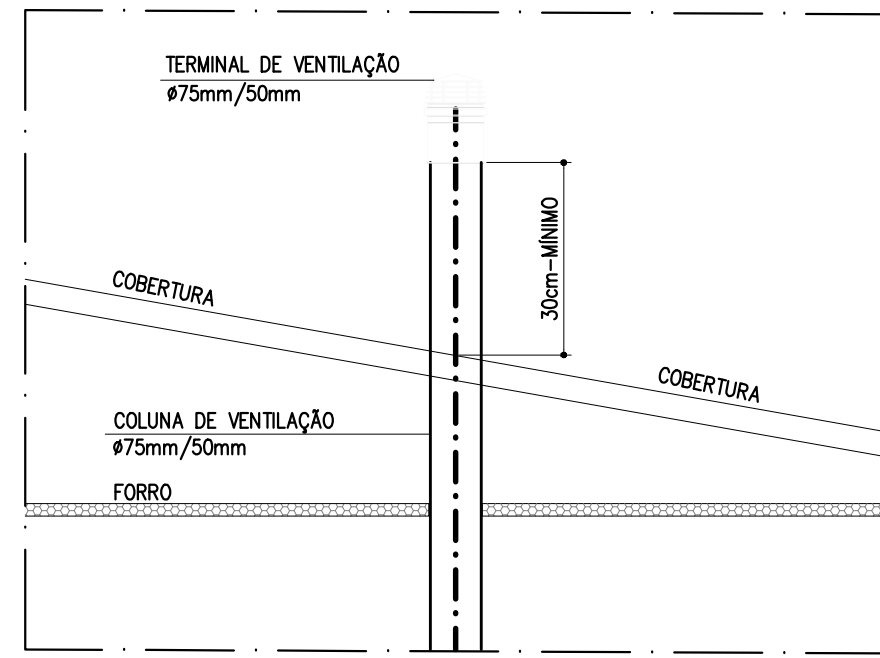 TERMINAL DE VENTILAÇÃO
ø75mm/50mm
30cm-MÍNIMO
COBERTURA
COBERTURA
COLUNA DE VENTILAÇÃO
ø75mm/50mm
FORRO